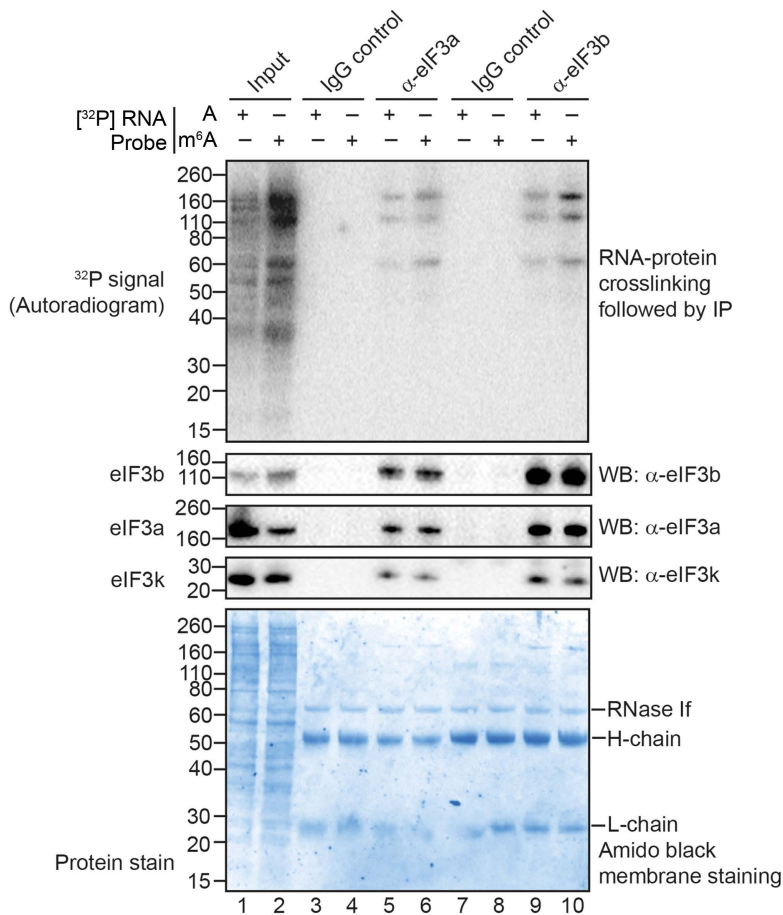 Input
IgG control
α-eIF3a
IgG control
α-eIF3b
[³²P] RNA Probe
A + – + – + – + – + –
m⁶A – + – + – + – + – +
260
160
110
80
60
50
40
30
20
15
³²P signal
(Autoradiogram)
RNA-protein
crosslinking
followed by IP
eIF3b
160
110
WB: α-eIF3b
eIF3a
260
160
WB: α-eIF3a
eIF3k
30
20
WB: α-eIF3k
260
160
110
80
60
50
40
30
20
15
RNase If
H-chain
L-chain
Protein stain
Amido black
membrane staining
1 2 3 4 5 6 7 8 9 10